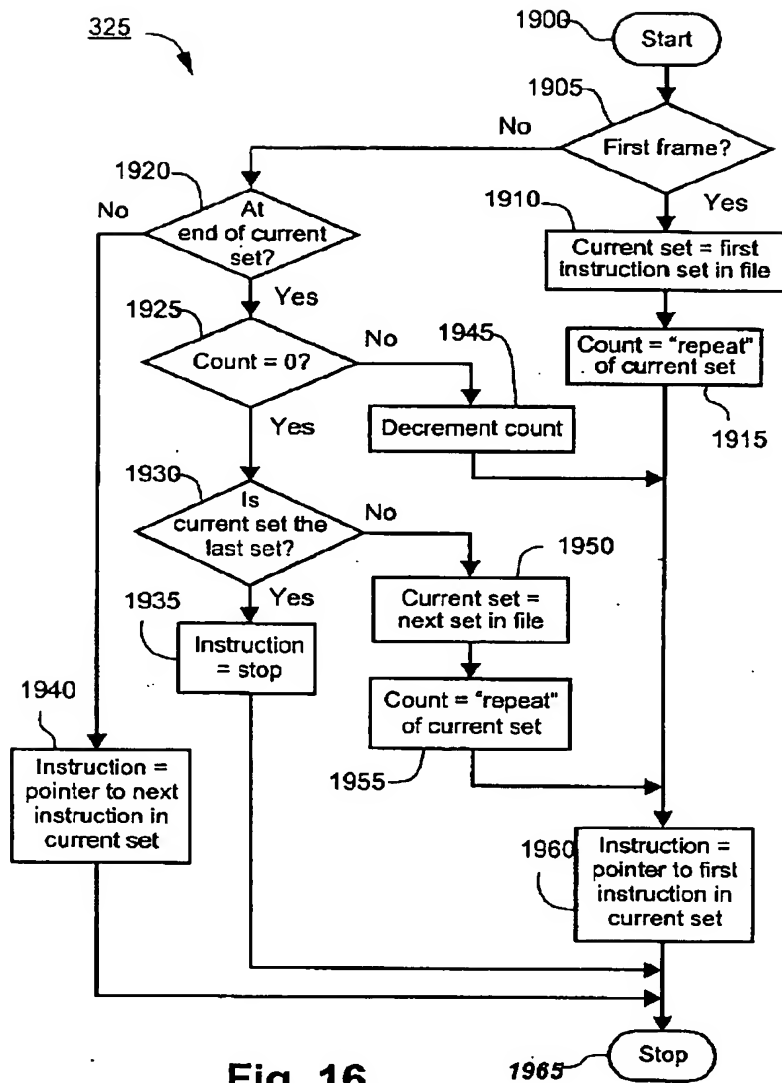 325
1900
Start
1905
No
First frame?
1920
1910
Yes
No
At
end of current
set?
Current set = first
instruction set in file
Yes
1925
No
1945
Count = 0?
Count = "repeat"
of current set
Decrement count
1915
Yes
1930
Is
current set the
last set?
No
1950
Yes
1935
Current set =
next set in file
Instruction
= stop
1940
Count = "repeat"
of current set
Instruction =
pointer to next
instruction in
current set
1955
1960
Instruction =
pointer to first
instruction in
current set
Stop
1965
Fig. 16